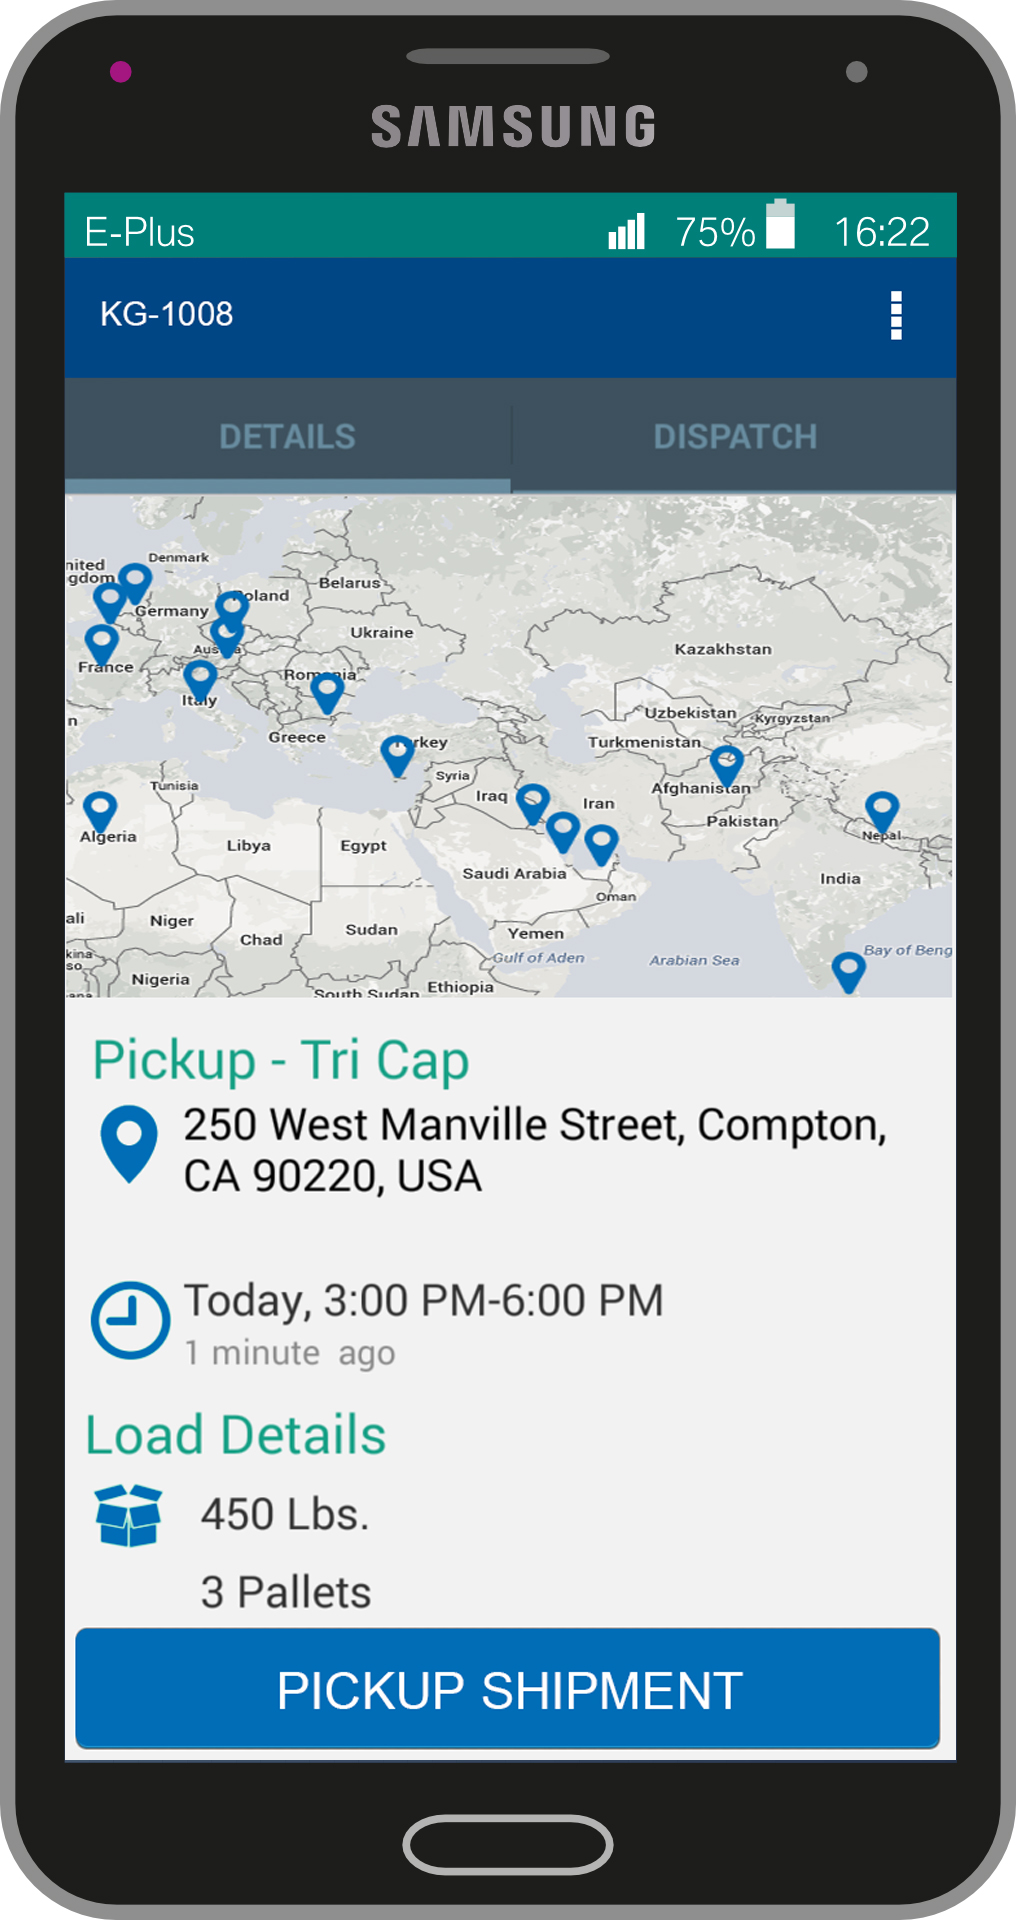 SAMSUNG
E-Plus 75% 16:22
KG-1008
DETAILS DISPATCH
Denmark
nited
gdom
Belarus
Poland
Germany
Ukraine
Kazakhstan
France
Romania
Italy
Uzbekistan
Kyrgyzstan
n
Greece
Turkmenistan
Syria
Tunisia
Afghanistan
Iraq
Iran
Pakistan
Algeria
Nepal
Libya
Egypt
Saudi Arabia
India
Oman
ali
Niger
Sudan
Yemen
Chad
kina
so
Gulf of Aden
Arabian Sea
Bay of Beng
Nigeria
Ethiopia
South Sudan
ana
Pickup - Tri Cap
250 West Manville Street, Compton,
CA 90220, USA
Today, 3:00 PM-6:00 PM
1 minute ago
Load Details
450 Lbs.
3 Pallets
PICKUP SHIPMENT